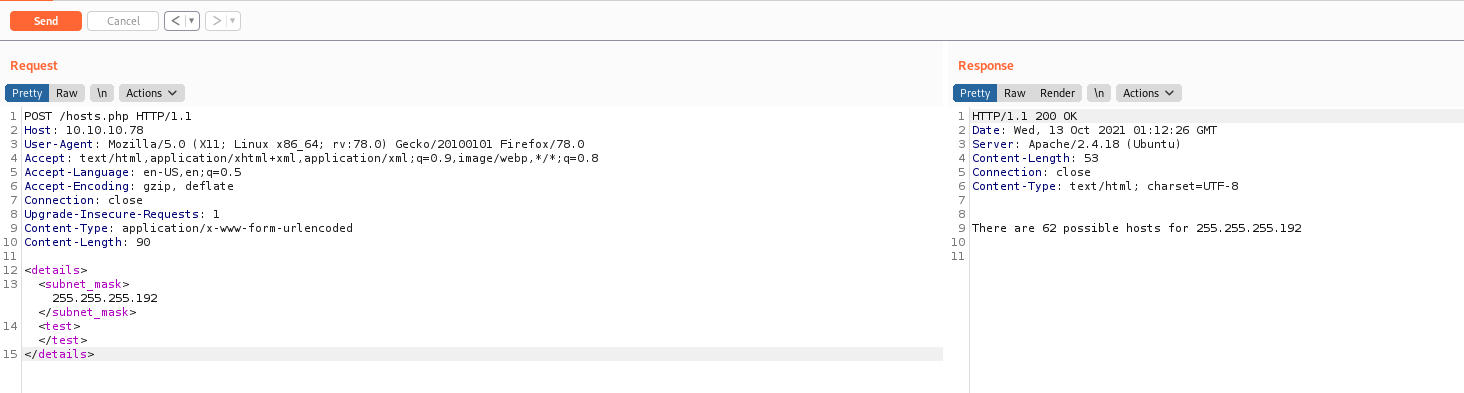 Send Cancel < ▼ > ▼
Request
Pretty Raw \n Actions
1 POST /hosts.php HTTP/1.1
2 Host: 10.10.10.78
3 User-Agent: Mozilla/5.0 (X11; Linux x86_64; rv:78.0) Gecko/20100101 Firefox/78.0
4 Accept: text/html,application/xhtml+xml,application/xml;q=0.9,image/webp,*/*;q=0.8
5 Accept-Language: en-US,en;q=0.5
6 Accept-Encoding: gzip, deflate
7 Connection: close
8 Upgrade-Insecure-Requests: 1
9 Content-Type: application/x-www-form-urlencoded
10 Content-Length: 90
11
12 <details>
13 <subnet_mask>
255.255.255.192
</subnet_mask>
14 <test>
</test>
15 </details>
Response
Pretty Raw Render \n Actions
1 HTTP/1.1 200 OK
2 Date: Wed, 13 Oct 2021 01:12:26 GMT
3 Server: Apache/2.4.18 (Ubuntu)
4 Content-Length: 53
5 Connection: close
6 Content-Type: text/html; charset=UTF-8
7
8
9 There are 62 possible hosts for 255.255.255.192
10
11